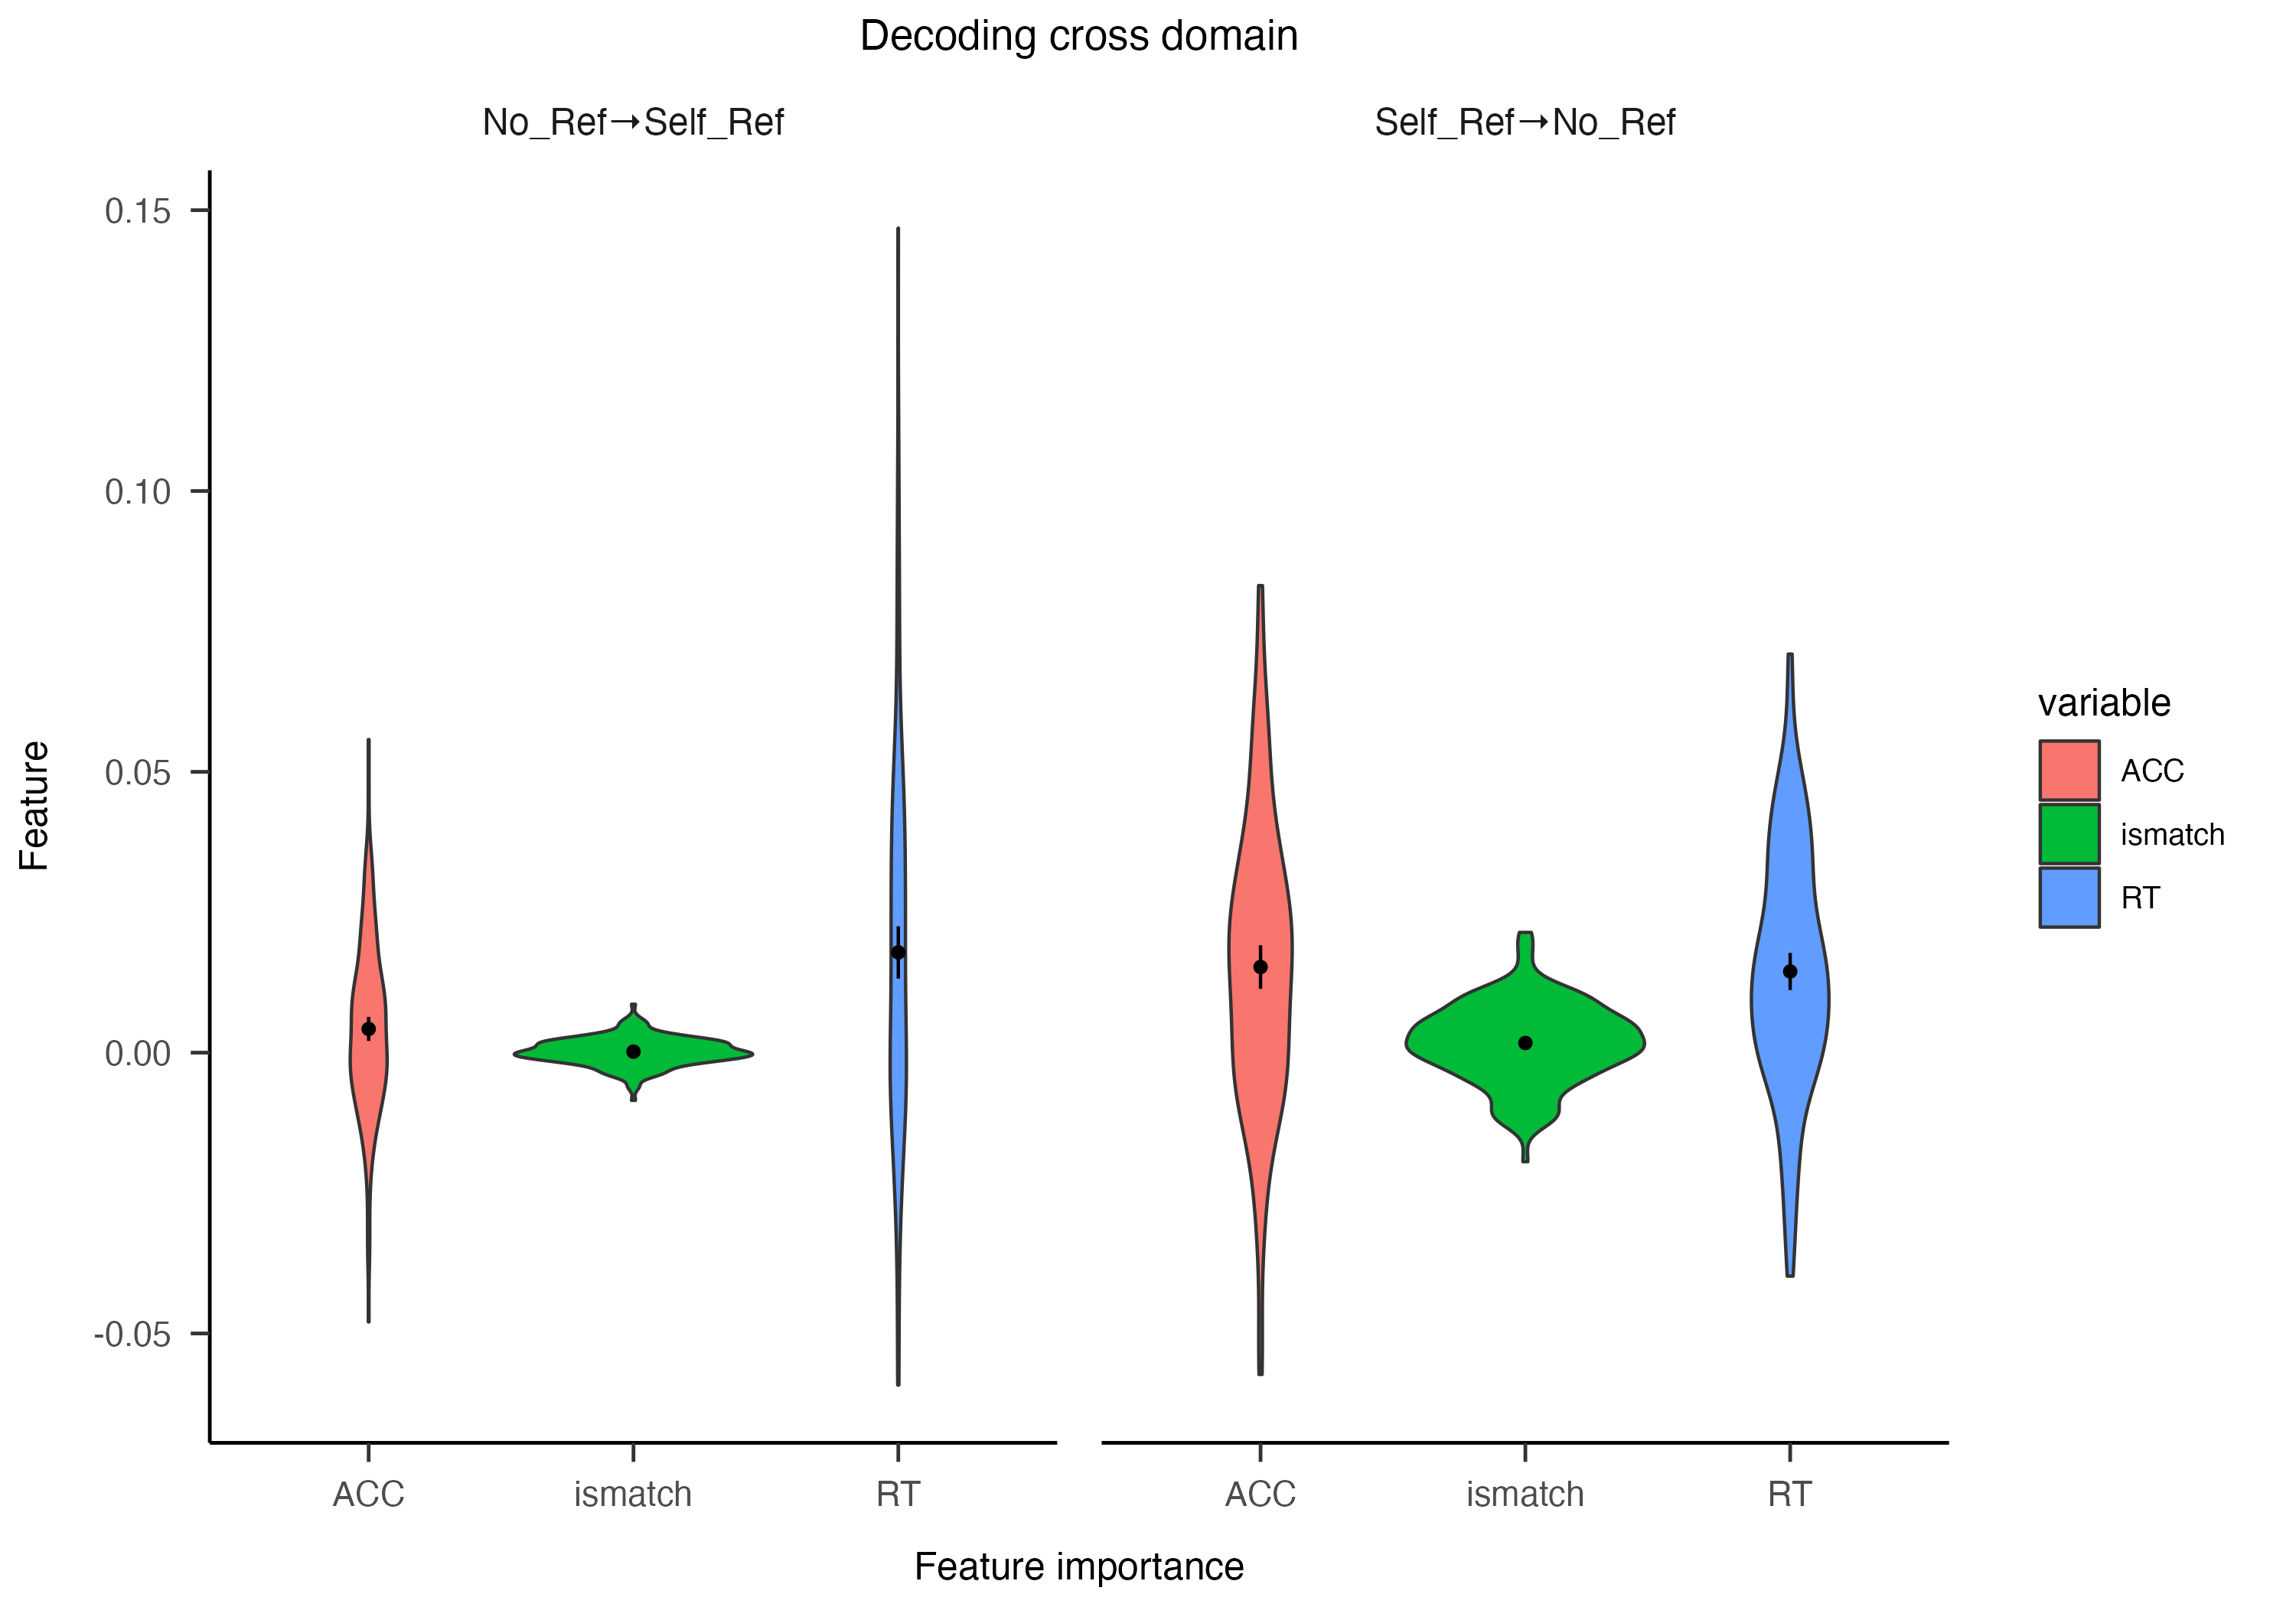 Decoding cross domain
No_Ref→Self_Ref
Self_Ref→No_Ref
0.15
0.10
0.05
0.00
-0.05
Feature
ACC
ismatch
RT
ACC
ismatch
RT
Feature importance
variable
ACC
ismatch
RT